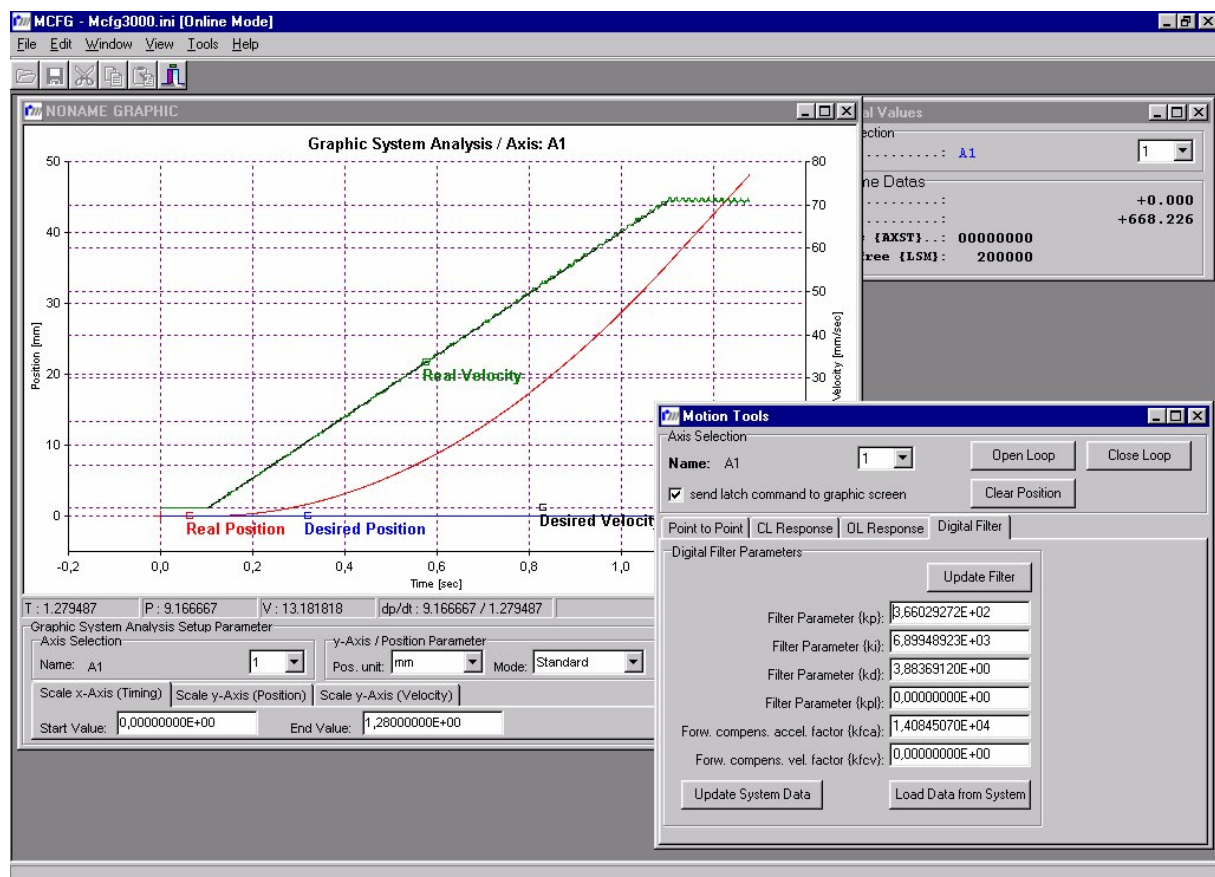 MCFG - Mcfg3000.ini [Online Mode]
File Edit Window View Tools Help
NONAME GRAPHIC
Graphic System Analysis / Axis: A1
50
40
30
20
10
0
Position [mm]
80
70
60
50
40
30
Velocity [mm/sec]
Real Velocity
Real Position
Desired Position
-0,2 0,0 0,2 0,4 0,6 0,8 1,0
Time [sec]
T : 1.279487 P : 9.166667 V : 13.181818 dp/dt : 9.166667 / 1.279487
Graphic System Analysis Setup Parameter
Axis Selection
Name: A1 1
y-Axis / Position Parameter
Pos. unit: mm Mode: Standard
Scale x-Axis (Timing) Scale y-Axis (Position) Scale y-Axis (Velocity)
Start Value: 0,00000000E+00 End Value: 1,28000000E+00
Values
.........: A1 1
Datas
.........: +0.000
.........: +668.226
{AXST}..: 00000000
{LSM}: 200000
Motion Tools
Axis Selection
Name: A1 1 Open Loop Close Loop
send latch command to graphic screen Clear Position
Point to Point CL Response OL Response Digital Filter
Digital Filter Parameters
Update Filter
Filter Parameter {kp}: 3,66029272E+02
Filter Parameter {ki}: 6,89948923E+03
Filter Parameter {kd}: 3,88369120E+00
Filter Parameter {kpl}: 0,00000000E+00
Forw. compens. accel. factor {kfca}: 1,40845070E+04
Forw. compens. vel. factor {kfcv}: 0,00000000E+00
Update System Data Load Data from System